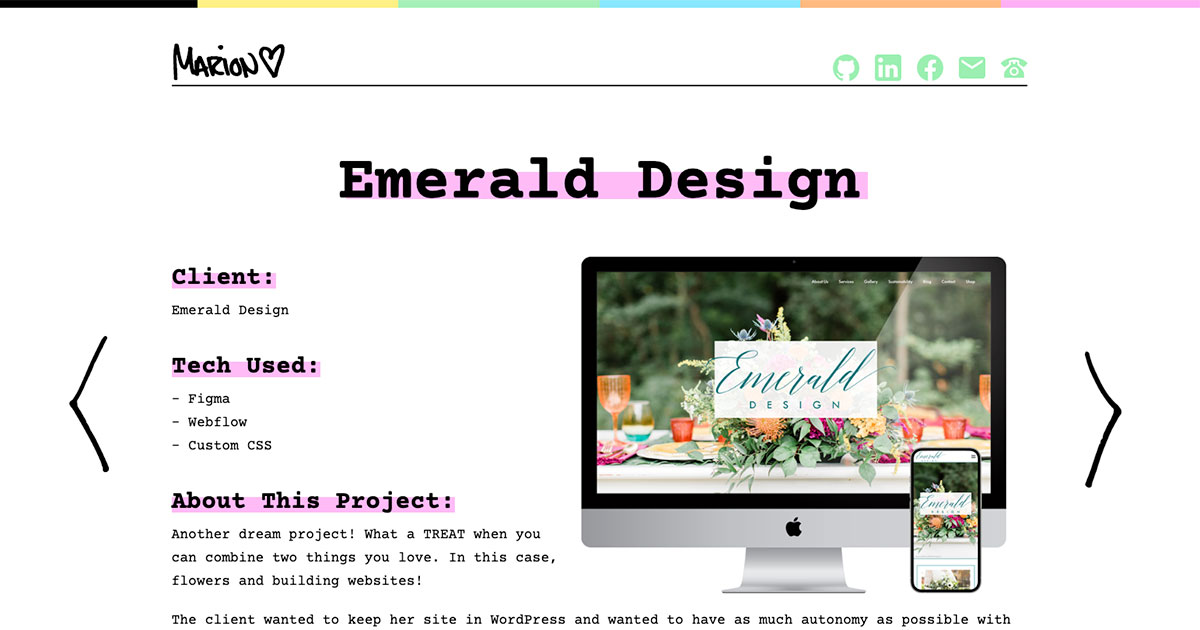 MARION
Emerald Design
Client:
Emerald Design
Tech Used:
- Figma
- Webflow
- Custom CSS
About This Project:
Another dream project! What a TREAT when you
can combine two things you love. In this case,
flowers and building websites!
About Us Services Gallery Sustainability Blog Contact Shop
Emerald
DESIGN
Emerald
Emerald
DESIGN
The client wanted to keep her site in WordPress and wanted to have as much autonomy as possible with